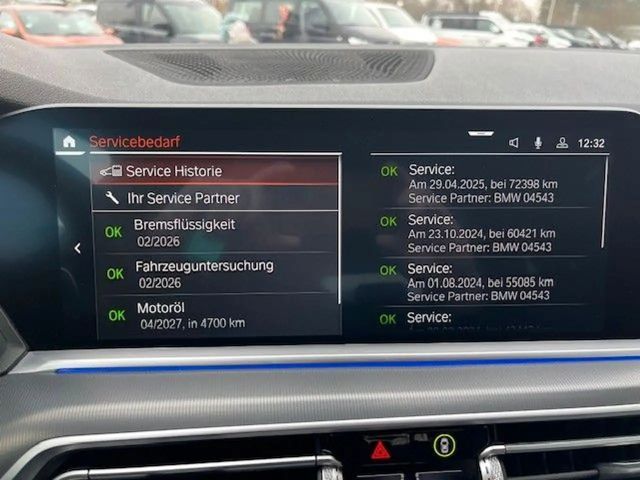 Servicebedarf
12:32
Service Historie
Ihr Service Partner
OK Bremsflüssigkeit
02/2026
OK Fahrzeuguntersuchung
02/2026
OK Motoröl
04/2027, in 4700 km
OK Service:
Am 29.04.2025, bei 72398 km
Service Partner: BMW 04543
OK Service:
Am 23.10.2024, bei 60421 km
Service Partner: BMW 04543
OK Service:
Am 01.08.2024, bei 55085 km
Service Partner: BMW 04543
OK Service: